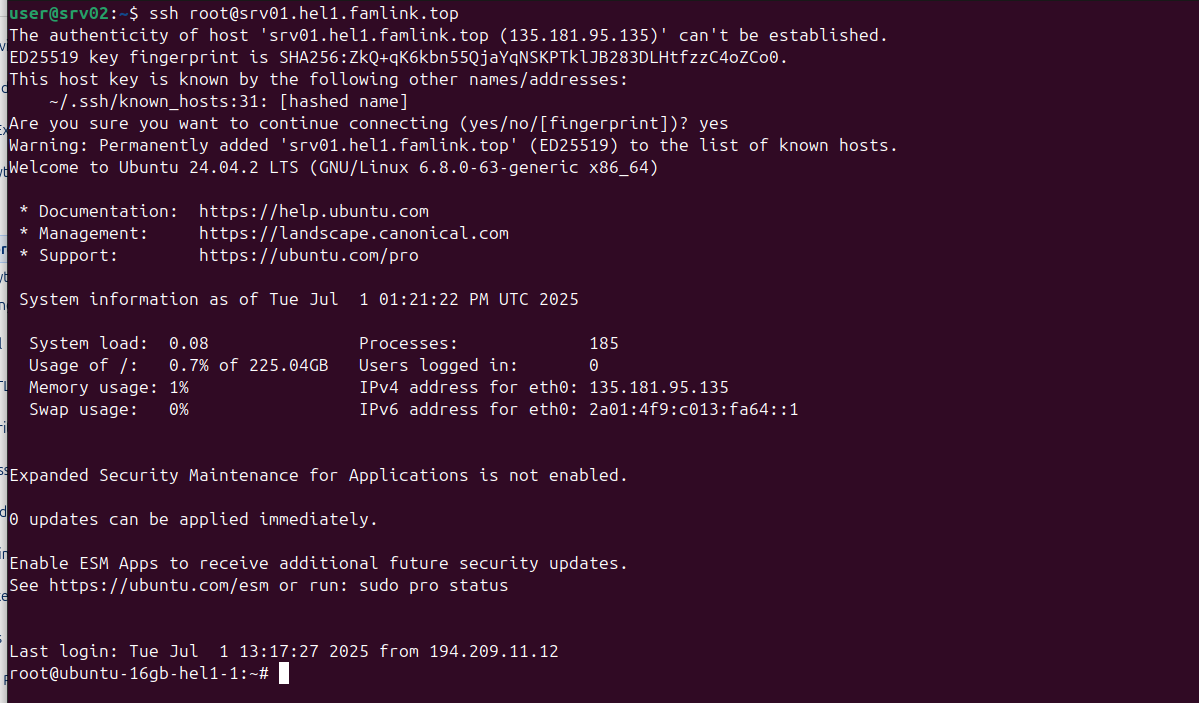 user@srv02:~$ ssh root@srv01.hel1.famlink.top
The authenticity of host 'srv01.hel1.famlink.top (135.181.95.135)' can't be established.
ED25519 key fingerprint is SHA256:ZkQ+qK6kbn55QjaYqNSKPTklJB283DLHtfzzC4oZCo0.
This host key is known by the following other names/addresses:
    ~/.ssh/known_hosts:31: [hashed name]
Are you sure you want to continue connecting (yes/no/[fingerprint])? yes
Warning: Permanently added 'srv01.hel1.famlink.top' (ED25519) to the list of known hosts.
Welcome to Ubuntu 24.04.2 LTS (GNU/Linux 6.8.0-63-generic x86_64)

 * Documentation:  https://help.ubuntu.com
 * Management:     https://landscape.canonical.com
 * Support:        https://ubuntu.com/pro

 System information as of Tue Jul  1 01:21:22 PM UTC 2025

  System load:  0.08               Processes:             185
  Usage of /:   0.7% of 225.04GB   Users logged in:       0
  Memory usage: 1%                 IPv4 address for eth0: 135.181.95.135
  Swap usage:   0%                 IPv6 address for eth0: 2a01:4f9:c013:fa64::1


Expanded Security Maintenance for Applications is not enabled.

0 updates can be applied immediately.

Enable ESM Apps to receive additional future security updates.
See https://ubuntu.com/esm or run: sudo pro status


Last login: Tue Jul  1 13:17:27 2025 from 194.209.11.12
root@ubuntu-16gb-hel1-1:~#